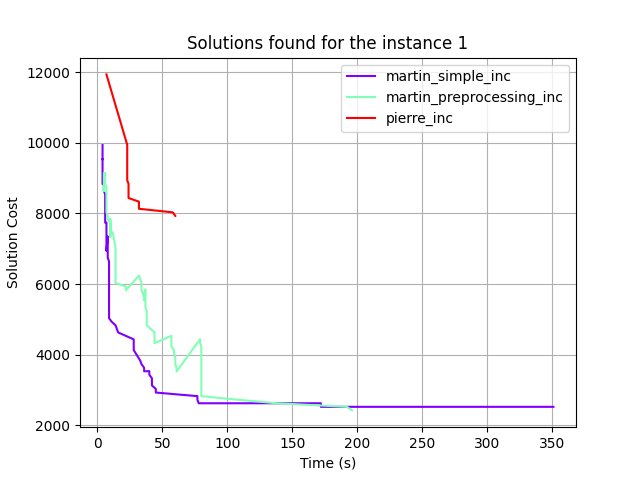 Solutions found for the instance 1
martin_simple_inc
martin_preprocessing_inc
pierre_inc
Solution Cost
12000
10000
8000
6000
4000
2000
0 50 100 150 200 250 300 350
Time (s)